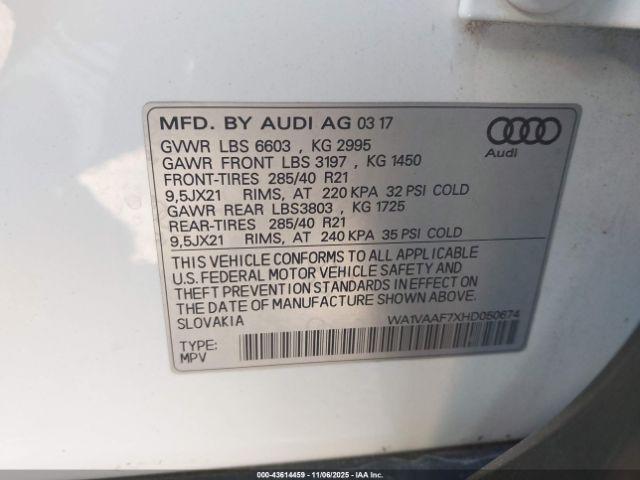 MFD. BY AUDI AG 03 17
Audi
GVWR LBS 6603 , KG 2995
GAWR FRONT LBS 3197 , KG 1450
FRONT-TIRES 285/40 R21
9,5JX21 RIMS, AT 220 KPA 32 PSI COLD
GAWR REAR LBS3803 , KG 1725
REAR-TIRES 285/40 R21
9,5JX21 RIMS, AT 240 KPA 35 PSI COLD
THIS VEHICLE CONFORMS TO ALL APPLICABLE
U.S. FEDERAL MOTOR VEHICLE SAFETY AND
THEFT PREVENTION STANDARDS IN EFFECT ON
THE DATE OF MANUFACTURE SHOWN ABOVE.
SLOVAKIA WA1VAAF7XHD050674
TYPE:
MPV
00-43614459 - 11/06/2025 - IAA Inc.